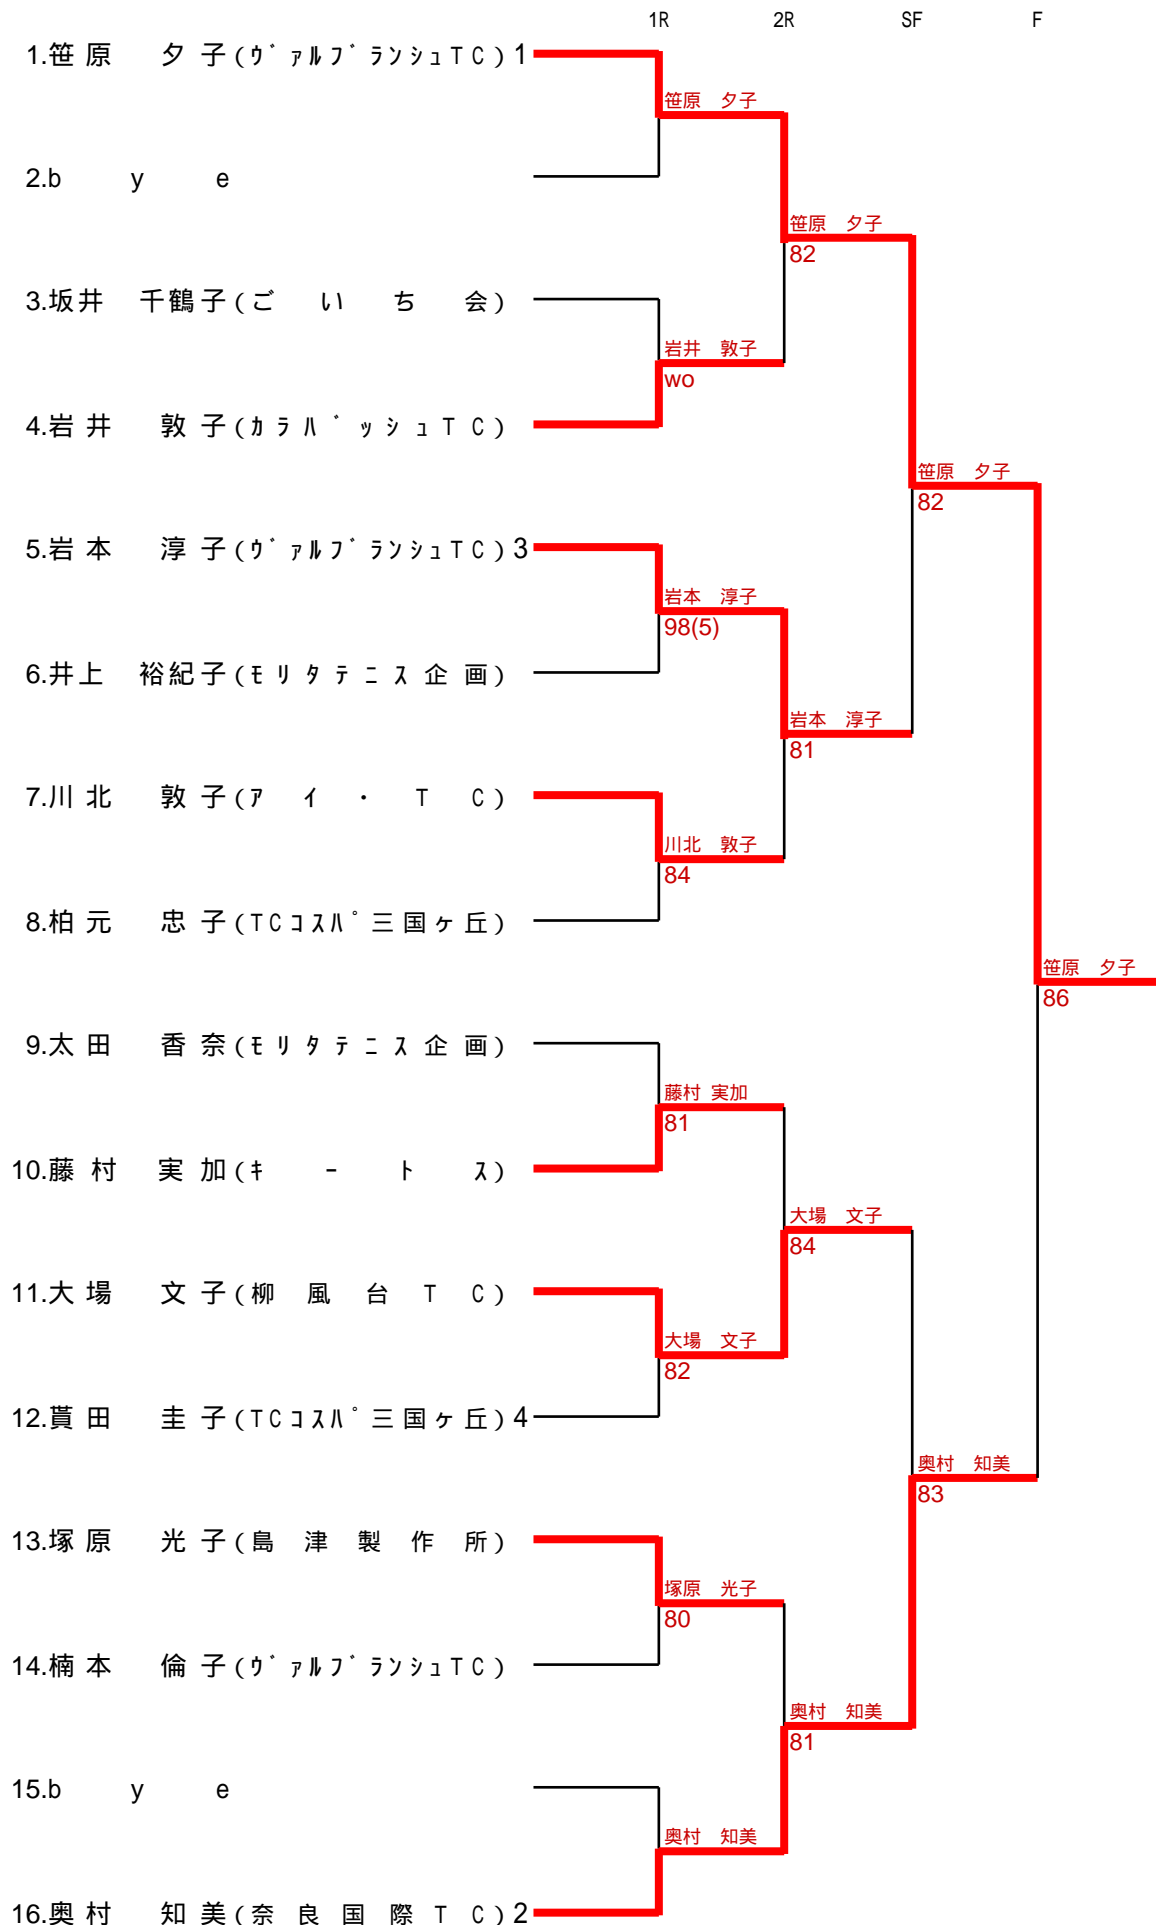 1R 2R SF F
1.笹原 夕子(ヴァルブランシュTC)1
笹原 夕子
2.bye
笹原 夕子
82
3.坂井 千鶴子(ごいち会)
岩井 敦子
wo
4.岩井 敦子(カラバッシュTC)
笹原 夕子
82
5.岩本 淳子(ヴァルブランシュTC)3
岩本 淳子
98(5)
6.井上 裕紀子(モリタテニス企画)
岩本 淳子
81
7.川北 敦子(アイ・TC)
川北 敦子
84
8.柏元 忠子(TCコスパ三国ヶ丘)
笹原 夕子
86
9.太田 香奈(モリタテニス企画)
藤村 実加
81
10.藤村 実加(キートス)
大場 文子
84
11.大場 文子(柳風台TC)
大場 文子
82
12.貰田 圭子(TCコスパ三国ヶ丘)4
奥村 知美
83
13.塚原 光子(島津製作所)
塚原 光子
80
14.楠本 倫子(ヴァルブランシュTC)
奥村 知美
81
15.bye
奥村 知美
16.奥村 知美(奈良国際TC)2